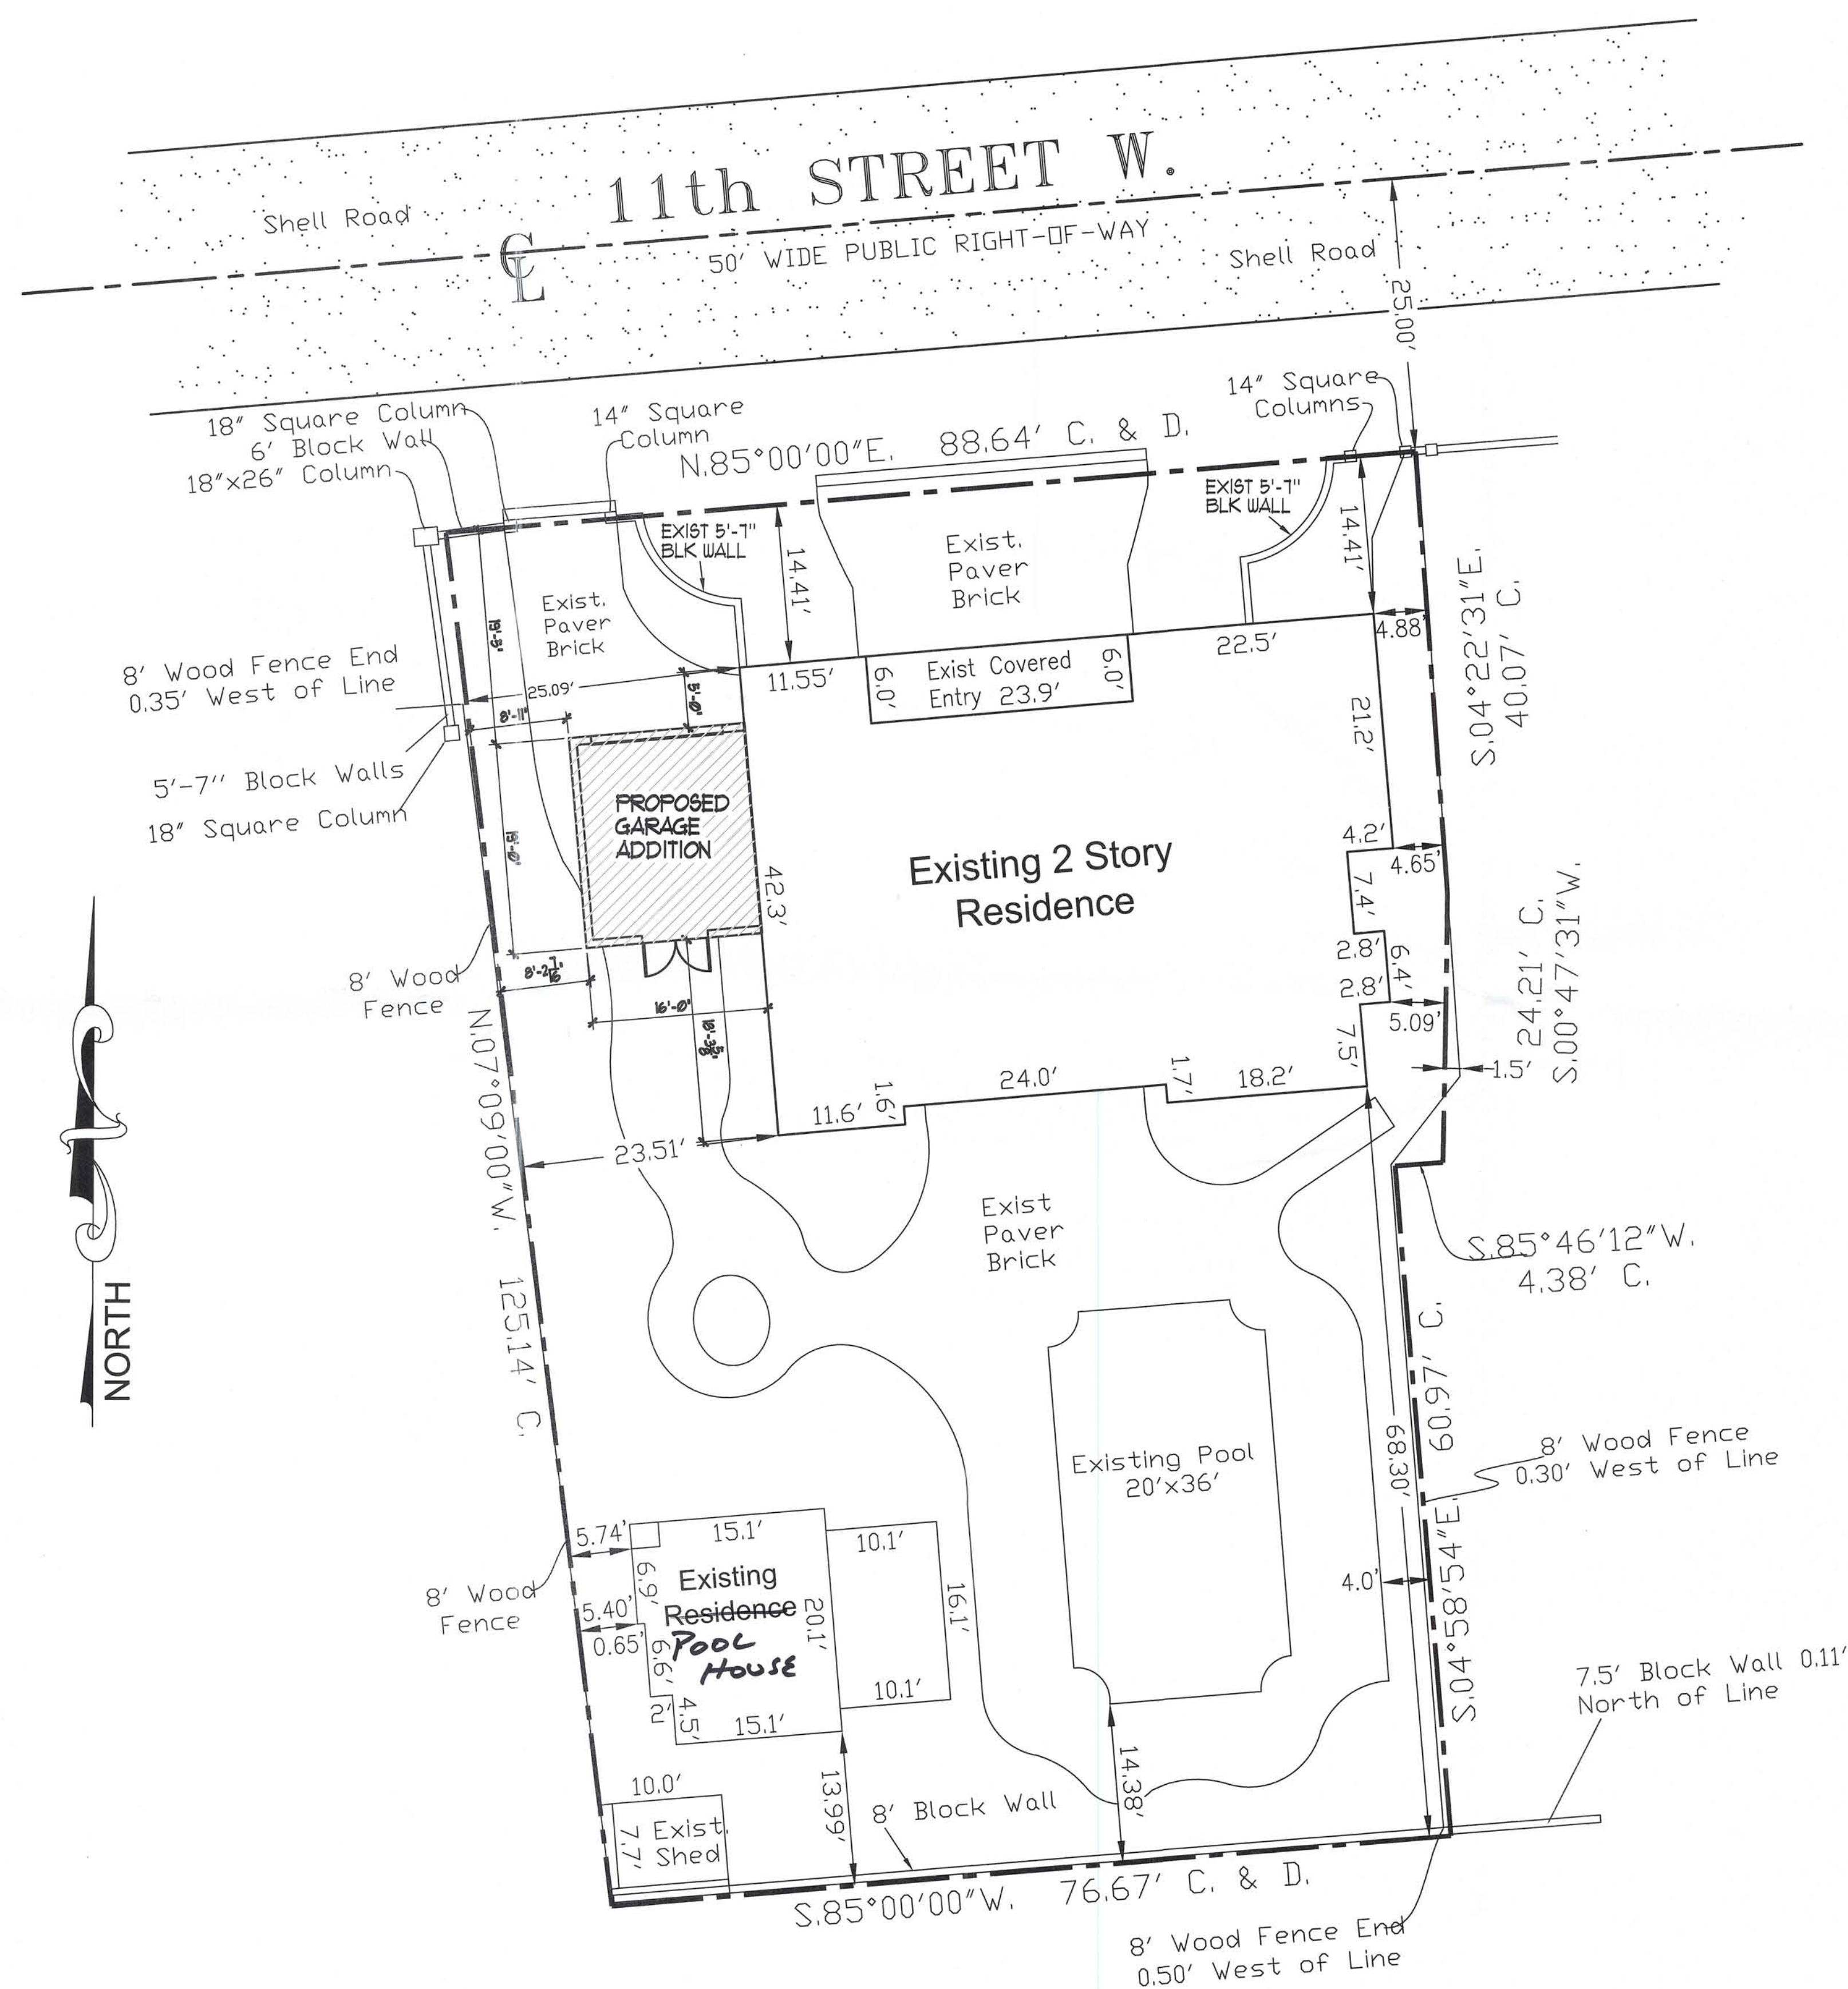 11th STREET W.
Shell Road
℄
50' WIDE PUBLIC RIGHT-OF-WAY
Shell Road
25.00'
18" Square Column
6' Block Wall
18"x26" Column
14" Square
Column
N.85°00'00"E. 88.64' C. & D.
14" Square
Columns
EXIST 5'-7"
BLK WALL
EXIST 5'-7"
BLK WALL
Exist.
Paver
Brick
14.41'
Exist.
Paver
Brick
14.41'
4.88'
S.04°22'31"E.
40.07' C.
8' Wood Fence End
0.35' West of Line
19'-5"
25.09'
8'-11"
5'-0"
11.55'
6.0'
Exist Covered
Entry 23.9'
6.0'
22.5'
21.2'
5'-7'' Block Walls
18" Square Column
PROPOSED
GARAGE
ADDITION
19'-0"
42.3'
Existing 2 Story
Residence
4.2'
4.65'
7.4'
2.8'
6.4'
2.8'
5.09'
7.5'
1.5'
24.21' C.
S.00°47'31"W.
8' Wood
Fence
8'-2 7/16"
16'-0"
18'-3 5/8"
N.07°09'00"W. 125.14' C.
23.51'
11.6'
1.6'
24.0'
1.7'
18.2'
Exist
Paver
Brick
S.85°46'12"W.
4.38' C.
NORTH
Existing Pool
20'x36'
68.30'
S.04°58'54"E. 60.97' C.
8' Wood Fence
0.30' West of Line
4.0'
8' Wood
Fence
5.74'
15.1'
10.1'
6.9'
Existing
Residence
POOL
HOUSE
20.1'
16.1'
5.40'
0.65'
6.6'
2'
4.5'
15.1'
10.1'
7.5' Block Wall 0.11'
North of Line
10.0'
7.7'
Exist.
Shed
13.99'
8' Block Wall
14.38'
S.85°00'00"W. 76.67' C. & D.
8' Wood Fence End
0.50' West of Line